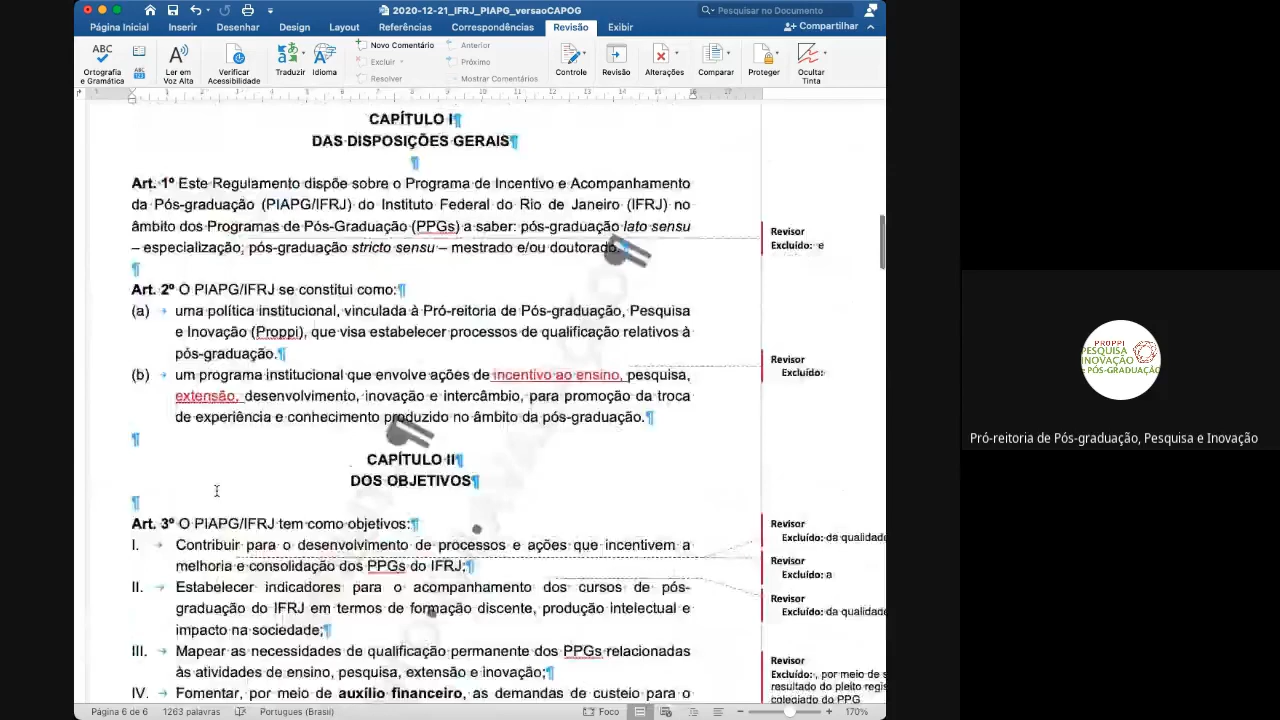 2020-12-21_IFRJ_PIAPG_versaoCAPOG
Pesquisar no Documento
Página Inicial Inserir Desenhar Design Layout Referências Correspondências Revisão Exibir Compartilhar
ABC Ortografia e Gramática
Ler em Voz Alta
Verificar Acessibilidade
Traduzir
Idioma
Novo Comentário
Excluir
Resolver
Anterior
Próximo
Mostrar Comentários
Controle
Revisão
Alterações
Comparar
Proteger
Ocultar Tinta
CAPÍTULO I¶
DAS DISPOSIÇÕES GERAIS¶
¶
Art. 1º Este Regulamento dispõe sobre o Programa de Incentivo e Acompanhamento
da Pós-graduação (PIAPG/IFRJ) do Instituto Federal do Rio de Janeiro (IFRJ) no
âmbito dos Programas de Pós-Graduação (PPGs) a saber: pós-graduação lato sensu
– especialização; pós-graduação stricto sensu – mestrado e/ou doutorado.¶
¶
Art. 2º O PIAPG/IFRJ se constitui como:¶
(a) → uma política institucional, vinculada à Pró-reitoria de Pós-graduação, Pesquisa
e Inovação (Proppi), que visa estabelecer processos de qualificação relativos à
pós-graduação.¶
(b) → um programa institucional que envolve ações de incentivo ao ensino, pesquisa,
extensão, desenvolvimento, inovação e intercâmbio, para promoção da troca
de experiência e conhecimento produzido no âmbito da pós-graduação.¶
¶
CAPÍTULO II¶
DOS OBJETIVOS¶
¶
Art. 3º O PIAPG/IFRJ tem como objetivos:¶
I. → Contribuir para o desenvolvimento de processos e ações que incentivem a
melhoria e consolidação dos PPGs do IFRJ;¶
II. → Estabelecer indicadores para o acompanhamento dos cursos de pós-
graduação do IFRJ em termos de formação discente, produção intelectual e
impacto na sociedade;¶
III. → Mapear as necessidades de qualificação permanente dos PPGs relacionadas
às atividades de ensino, pesquisa, extensão e inovação;¶
IV. → Fomentar, por meio de auxílio financeiro, as demandas de custeio para o
Revisor
Excluído: e
Revisor
Excluído:
Revisor
Excluído: da qualidade
Revisor
Excluído: a
Revisor
Excluído: da qualidade
Revisor
Excluído: , por meio de s
resultado do pleito regis
colegiado do PPG
Página 6 de 6 1263 palavras Português (Brasil) Foco 170%
PROPPI
PESQUISA
INOVAÇÃO
e PÓS-GRADUAÇÃO
Pró-reitoria de Pós-graduação, Pesquisa e Inovação